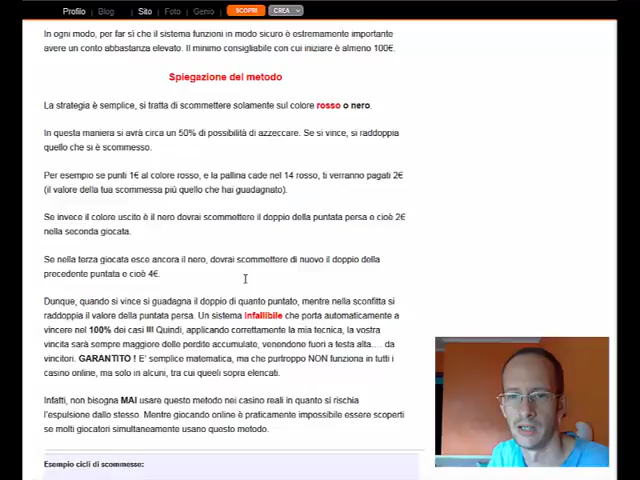 Profilo | Blog Sito | Foto | Genio SCOPRI CREA
In ogni modo, per far sì che il sistema funzioni in modo sicuro è estremamente importante
avere un conto abbastanza elevato. Il minimo consigliabile con cui iniziare è almeno 100€.
Spiegazione del metodo
La strategia è semplice, si tratta di scommettere solamente sul colore rosso o nero.
In questa maniera si avrà circa un 50% di possibilità di azzeccare. Se si vince, si raddoppia
quello che si è scommesso.
Per esempio se punti 1€ al colore rosso, e la pallina cade nel 14 rosso, ti verranno pagati 2€
(il valore della tua scommessa più quello che hai guadagnato).
Se invece il colore uscito è il nero dovrai scommettere il doppio della puntata persa e cioè 2€
nella seconda giocata.
Se nella terza giocata esce ancora il nero, dovrai scommettere di nuovo il doppio della
precedente puntata e cioè 4€.
Dunque, quando si vince si guadagna il doppio di quanto puntato, mentre nella sconfitta si
raddoppia il valore della puntata persa. Un sistema infallibile che porta automaticamente a
vincere nel 100% dei casi !!! Quindi, applicando correttamente la mia tecnica, la vostra
vincita sarà sempre maggiore delle perdite accumulate, venendone fuori a testa alta.... da
vincitori. GARANTITO ! E' semplice matematica, ma che purtroppo NON funziona in tutti i
casino online, ma solo in alcuni, tra cui queeli sopra elencati.
Infatti, non bisogna MAI usare questo metodo nei casino reali in quanto si rischia
l'espulsione dallo stesso. Mentre giocando online è praticamente impossibile essere scoperti
se molti giocatori simultaneamente usano questo metodo.
Esempio cicli di scommesse: